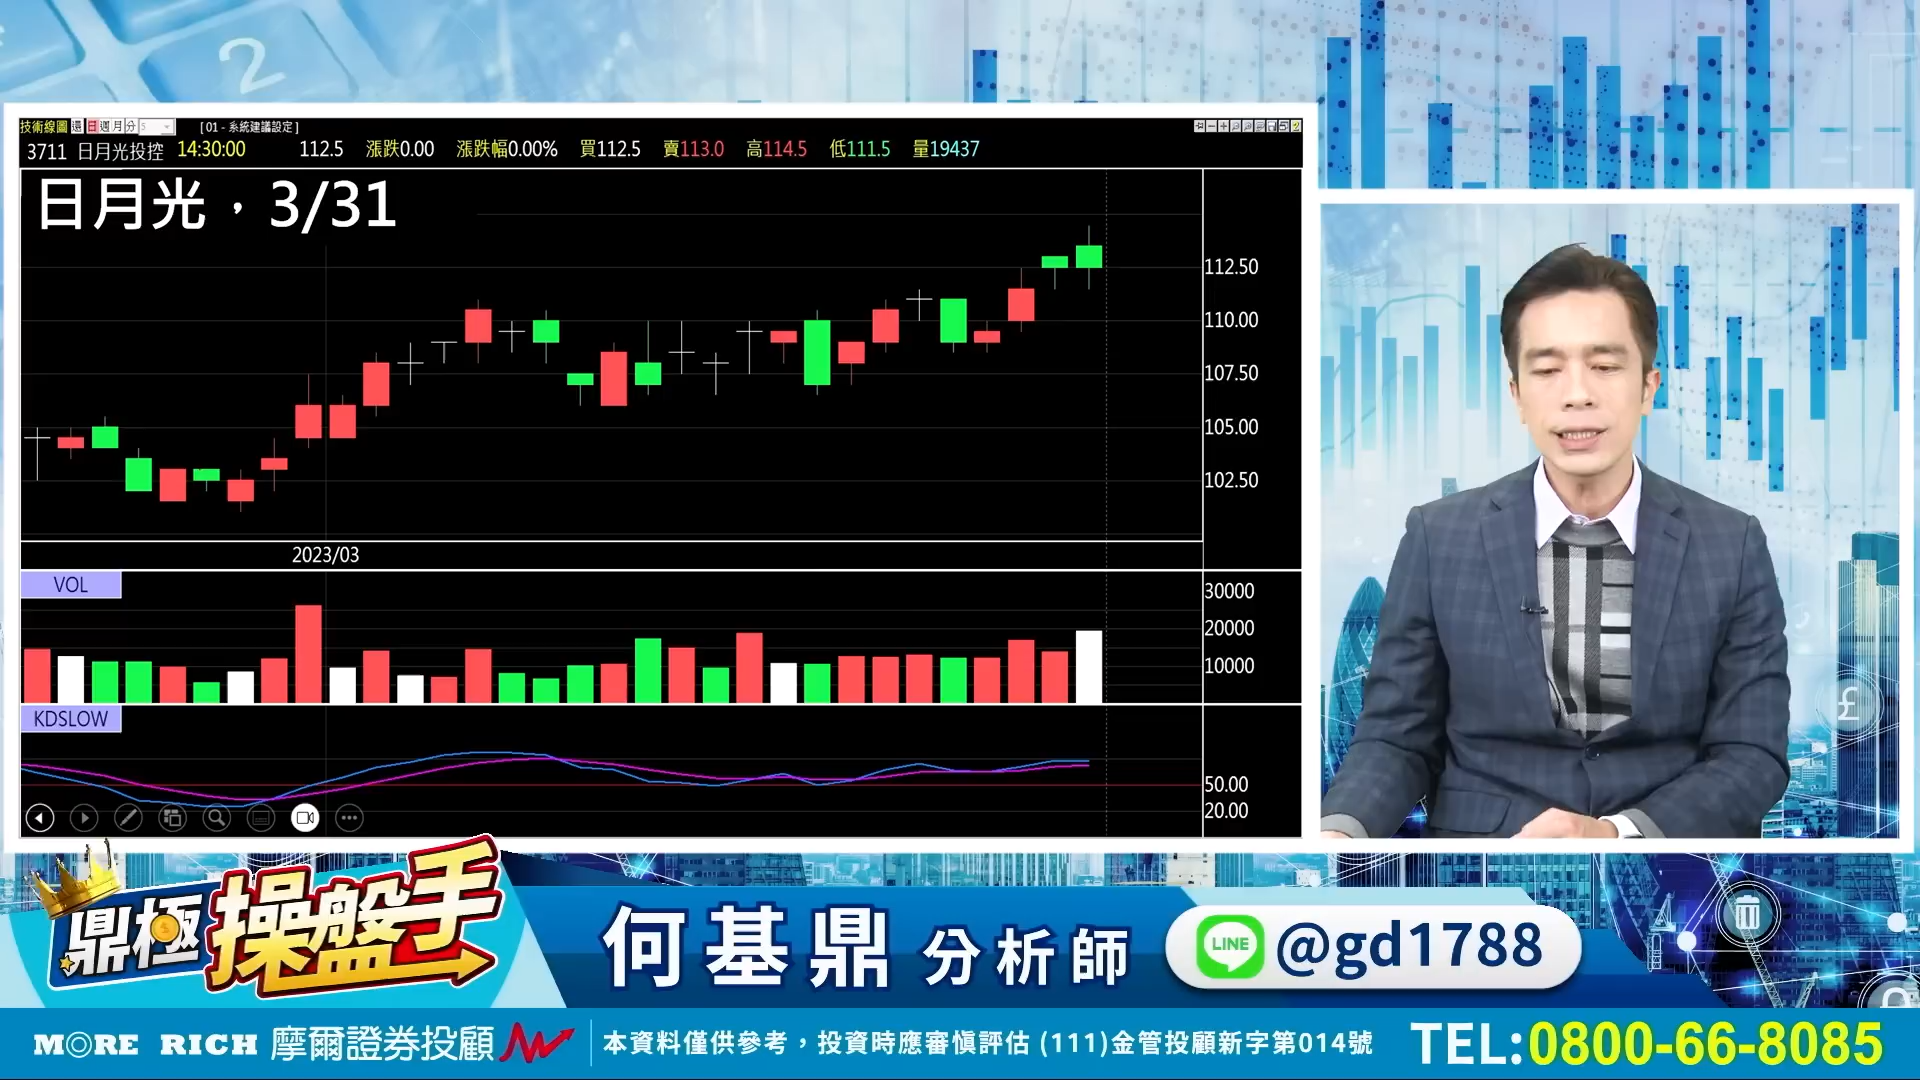 技術線圖 還 日 週 月 分 5 [ 01 - 系統建議設定 ]
3711 日月光投控 14:30:00 112.5 漲跌0.00 漲跌幅0.00% 買112.5 賣113.0 高114.5 低111.5 量19437
日月光，3/31
112.50
110.00
107.50
105.00
102.50
2023/03
VOL
30000
20000
10000
KDSLOW
50.00
20.00
2
£
鼎極操盤手
何基鼎 分析師
LINE @gd1788
MORE RICH 摩爾證券投顧
本資料僅供參考，投資時應審慎評估 (111)金管投顧新字第014號
TEL:0800-66-8085